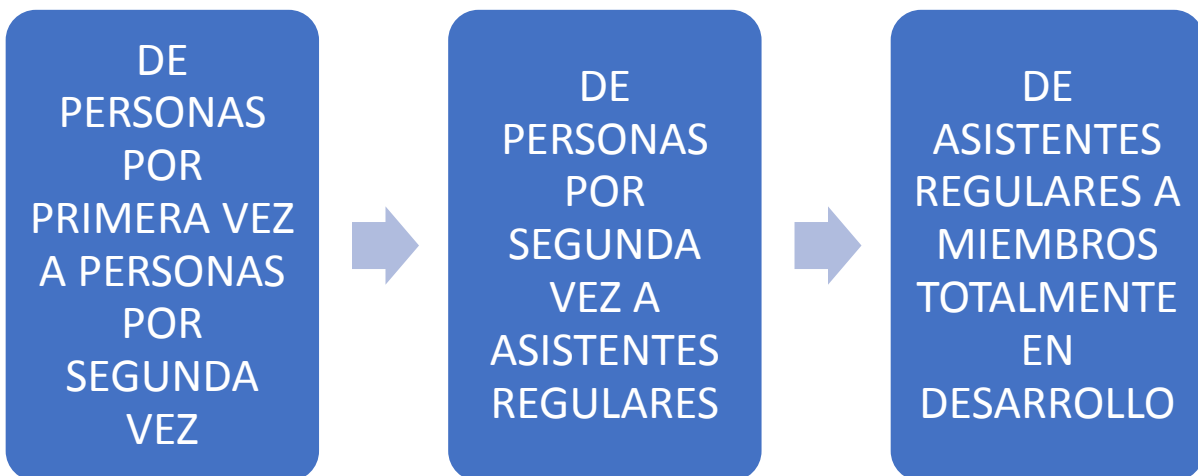 DE
PERSONAS
POR
PRIMERA VEZ
A PERSONAS
POR
SEGUNDA
VEZ
DE
PERSONAS
POR
SEGUNDA
VEZ A
ASISTENTES
REGULARES
DE
ASISTENTES
REGULARES A
MIEMBROS
TOTALMENTE
EN
DESARROLLO